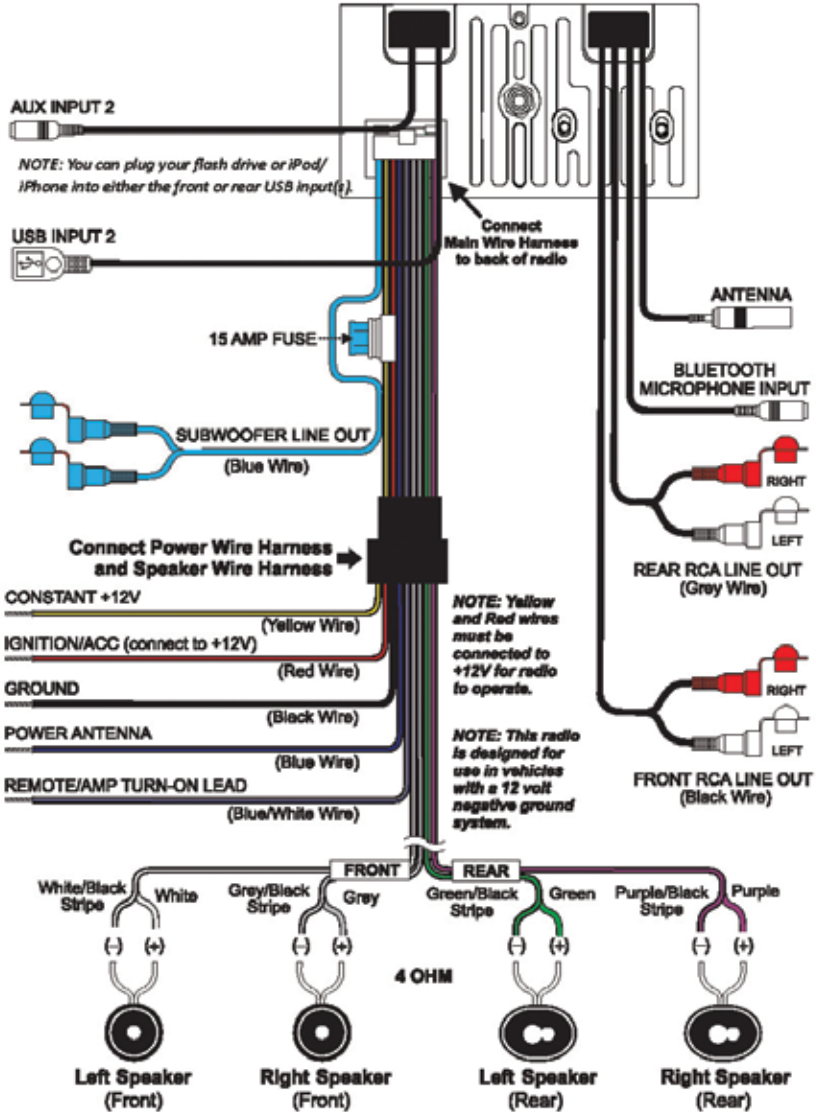 AUX INPUT 2
NOTE: You can plug your flash drive or iPod/
iPhone into either the front or rear USB input(s).
USB INPUT 2
Connect
Main Wire Harness
to back of radio
15 AMP FUSE
ANTENNA
BLUETOOTH
MICROPHONE INPUT
SUBWOOFER LINE OUT
(Blue Wire)
RIGHT
LEFT
REAR RCA LINE OUT
(Grey Wire)
Connect Power Wire Harness
and Speaker Wire Harness
CONSTANT +12V
(Yellow Wire)
IGNITION/ACC (connect to +12V)
(Red Wire)
GROUND
(Black Wire)
POWER ANTENNA
(Blue Wire)
REMOTE/AMP TURN-ON LEAD
(Blue/White Wire)
NOTE: Yellow
and Red wires
must be
connected to
+12V for radio
to operate.
NOTE: This radio
is designed for
use in vehicles
with a 12 volt
negative ground
system.
RIGHT
LEFT
FRONT RCA LINE OUT
(Black Wire)
FRONT
REAR
White/Black
Stripe
White
Grey/Black
Stripe
Grey
Green/Black
Stripe
Green
Purple/Black
Stripe
Purple
(-) (+)
(-) (+)
(-) (+)
(-) (+)
4 OHM
Left Speaker
(Front)
Right Speaker
(Front)
Left Speaker
(Rear)
Right Speaker
(Rear)